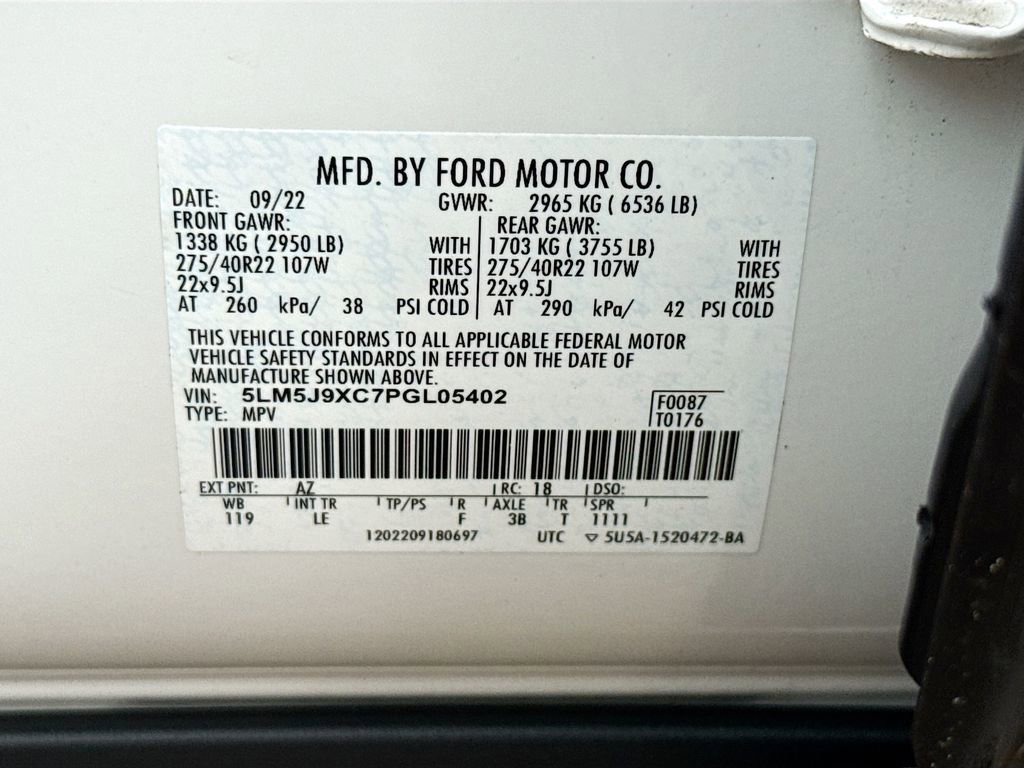 MFD. BY FORD MOTOR CO.
DATE: 09/22 GVWR: 2965 KG ( 6536 LB)
FRONT GAWR: REAR GAWR:
1338 KG ( 2950 LB) WITH 1703 KG ( 3755 LB) WITH
275/40R22 107W TIRES 275/40R22 107W TIRES
22x9.5J RIMS 22x9.5J RIMS
AT 260 kPa/ 38 PSI COLD AT 290 kPa/ 42 PSI COLD
THIS VEHICLE CONFORMS TO ALL APPLICABLE FEDERAL MOTOR
VEHICLE SAFETY STANDARDS IN EFFECT ON THE DATE OF
MANUFACTURE SHOWN ABOVE.
VIN: 5LM5J9XC7PGL05402 F0087
TYPE: MPV T0176
EXT PNT: AZ RC: 18 DSO:
WB INT TR TP/PS R AXLE TR SPR
119 LE F 3B T 1111
1202209180697 UTC ▽ 5U5A-1520472-BA